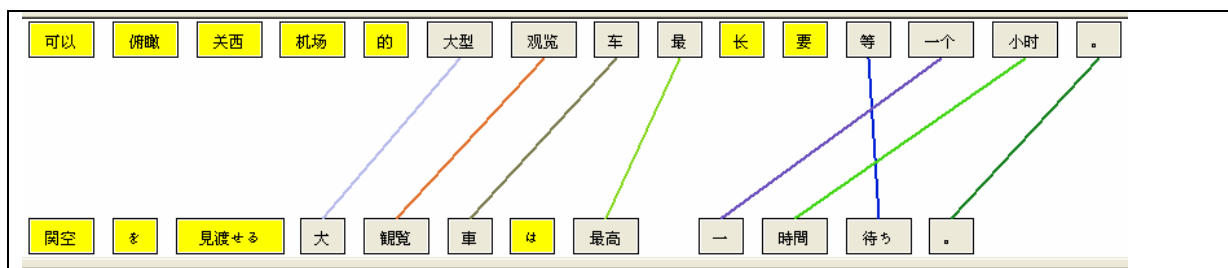 可以 俯瞰 关西 机场 的 大型 观览 车 最 长 要 等 一个 小时 。
関空 を 見渡せる 大 観覧 車 は 最高 一 時間 待ち 。